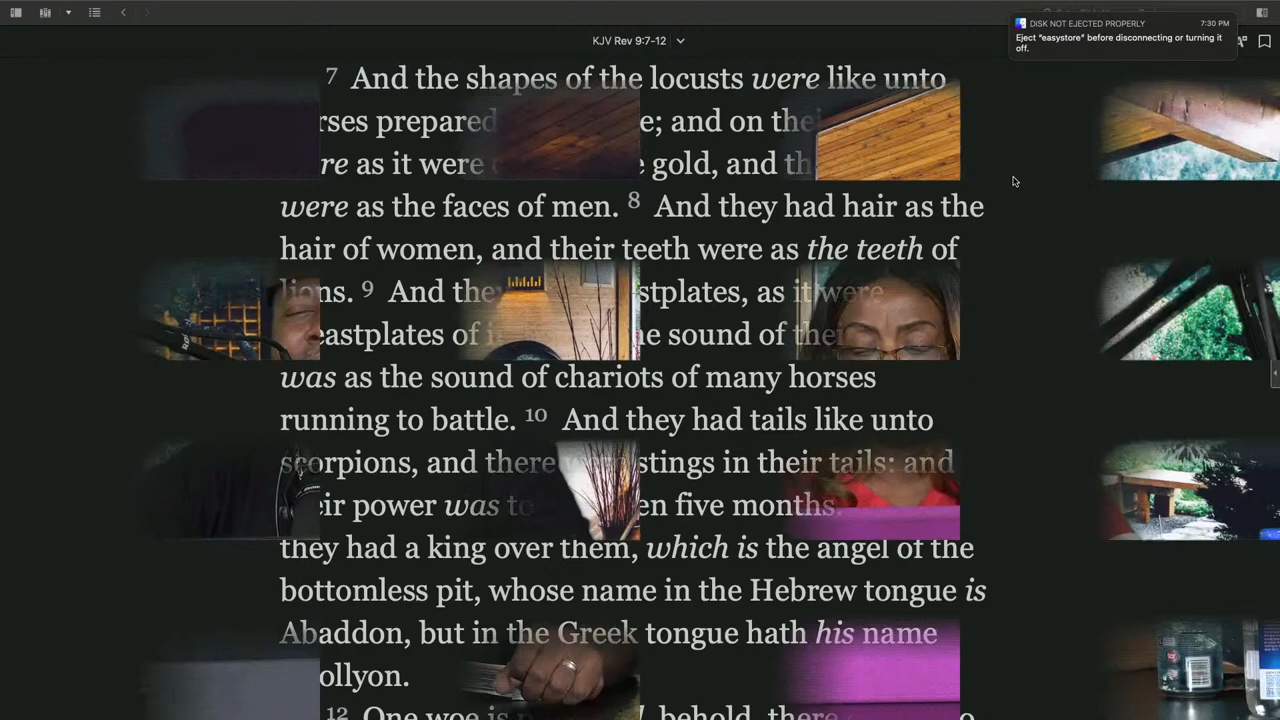 DISK NOT EJECTED PROPERLY 7:30 PM
Eject “easystore” before disconnecting or turning it
off.
KJV Rev 9:7-12
7 And the shapes of the locusts were like unto
rses prepared e; and on the
re as it were gold, and th
were as the faces of men. 8 And they had hair as the
hair of women, and their teeth were as the teeth of
lions. 9 And they stplates, as it were
eastplates of the sound of their
was as the sound of chariots of many horses
running to battle. 10 And they had tails like unto
scorpions, and there were stings in their tails: and
eir power was to en five months.
they had a king over them, which is the angel of the
bottomless pit, whose name in the Hebrew tongue is
Abaddon, but in the Greek tongue hath his name
ollyon.
12 One woe is behold, there